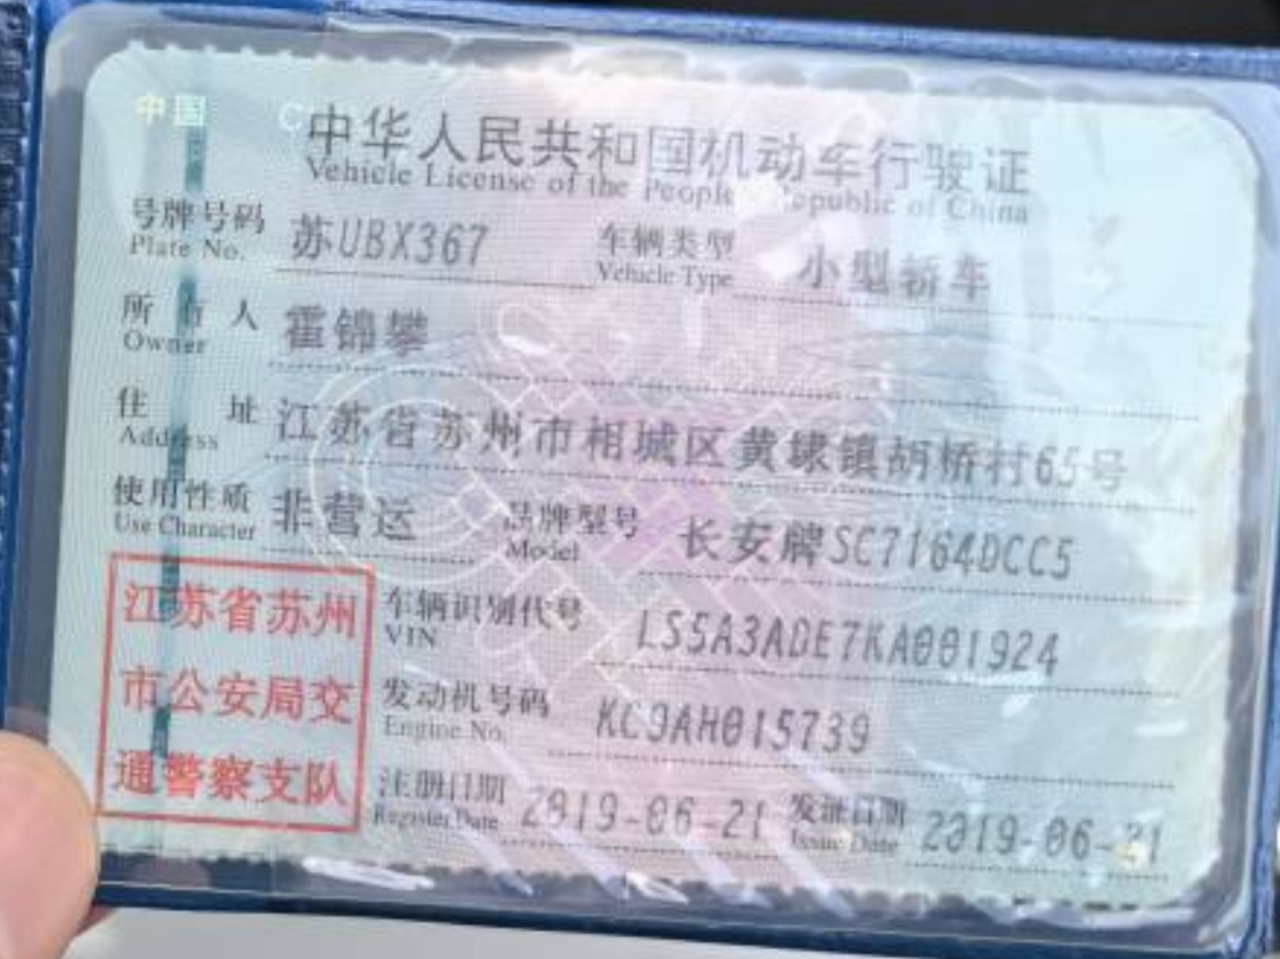 中国 C
中华人民共和国机动车行驶证
Vehicle License of the People Republic of China
号牌号码 苏UBX367 车辆类型 小型轿车
Plate No. Vehicle Type
所有人 霍锦攀
Owner
住址 江苏省苏州市相城区黄埭镇胡桥村65号
Address
使用性质 非营运 品牌型号 长安牌SC7164DCC5
Use Character Model
江苏省苏州
市公安局交
通警察支队
车辆识别代号 LS5A3ADE7KA001924
VIN
发动机号码 KC9AH015739
Engine No.
注册日期 2019-06-21 发证日期 2019-06-21
Register Date Issue Date